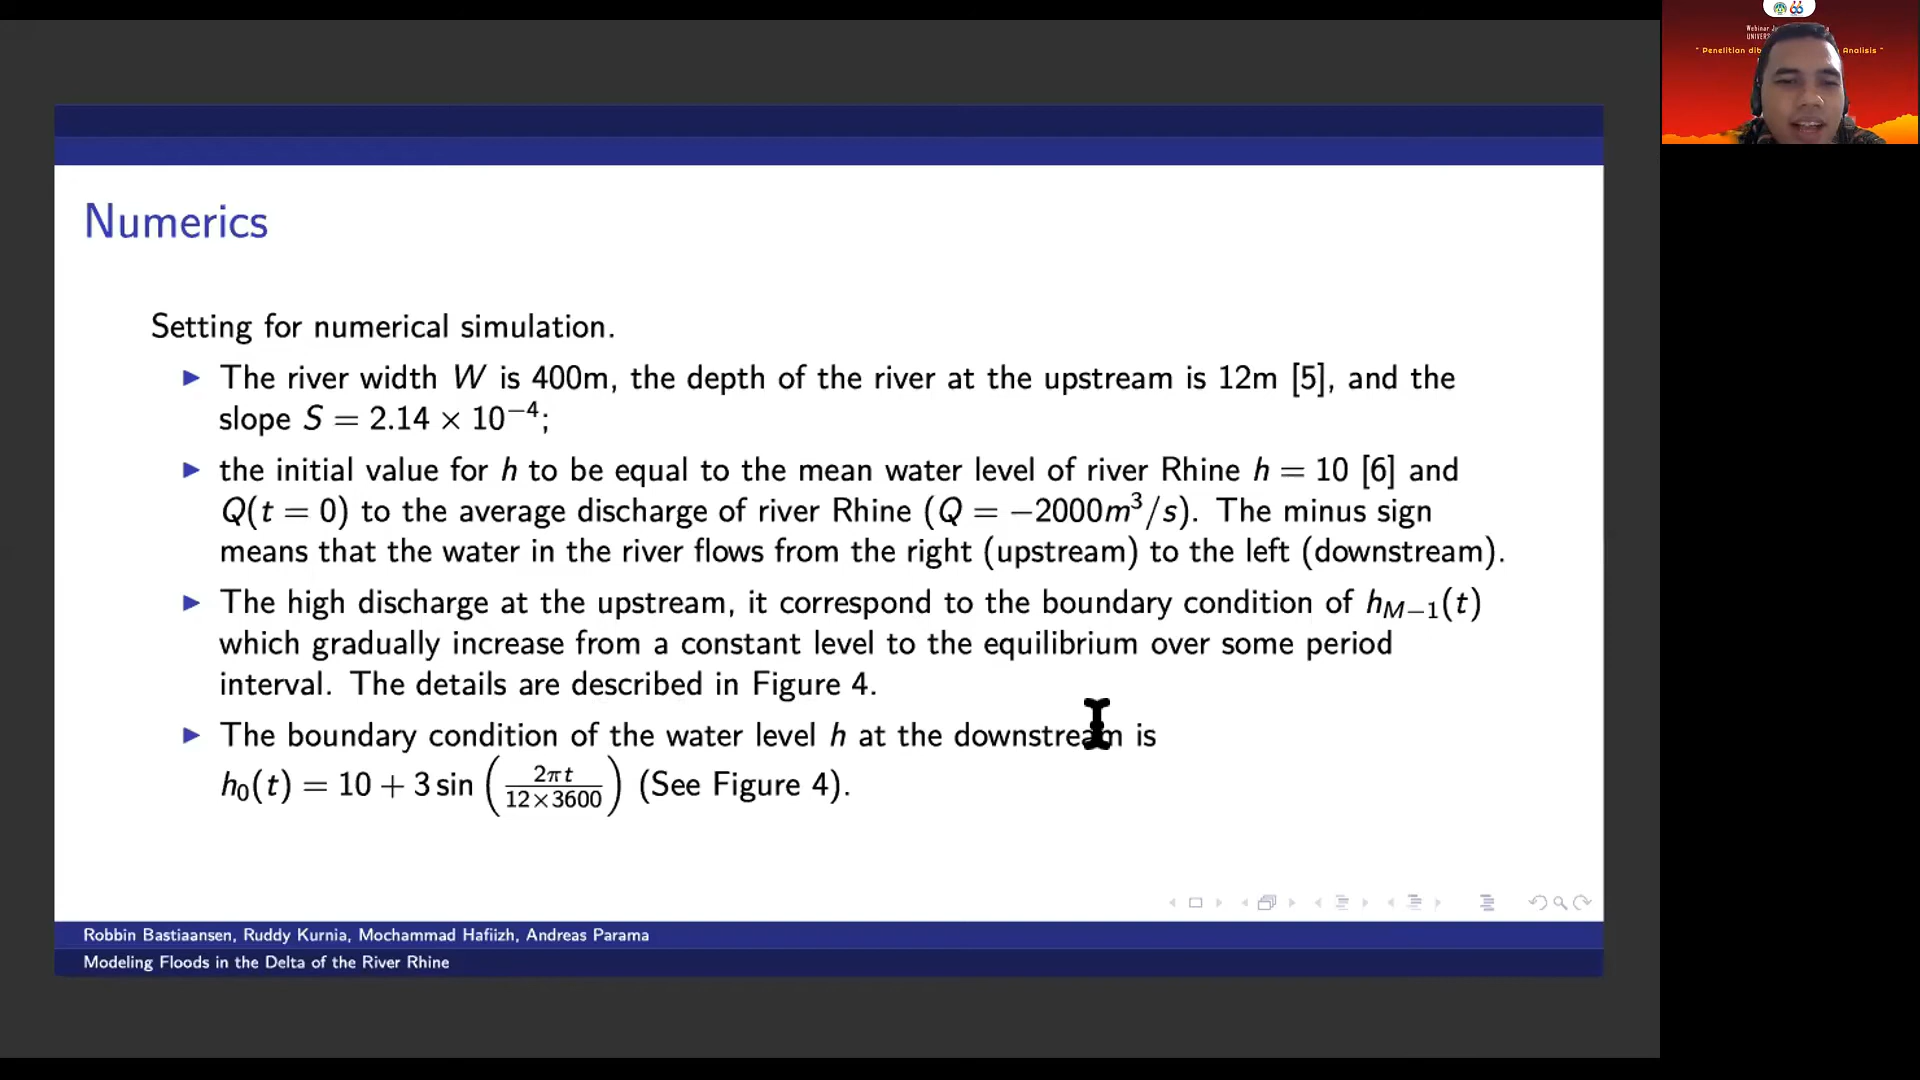 Numerics
Setting for numerical simulation.
▶ The river width W is 400m, the depth of the river at the upstream is 12m [5], and the
slope S = 2.14 × 10⁻⁴;
▶ the initial value for h to be equal to the mean water level of river Rhine h = 10 [6] and
Q(t = 0) to the average discharge of river Rhine (Q = −2000m³/s). The minus sign
means that the water in the river flows from the right (upstream) to the left (downstream).
▶ The high discharge at the upstream, it correspond to the boundary condition of h_{M−1}(t)
which gradually increase from a constant level to the equilibrium over some period
interval. The details are described in Figure 4.
▶ The boundary condition of the water level h at the downstream is
h₀(t) = 10 + 3 sin (2πt / 12×3600) (See Figure 4).
Robbin Bastiaansen, Ruddy Kurnia, Mochammad Hafiizh, Andreas Parama
Modeling Floods in the Delta of the River Rhine
Webinar
" Penelitian Analisis "